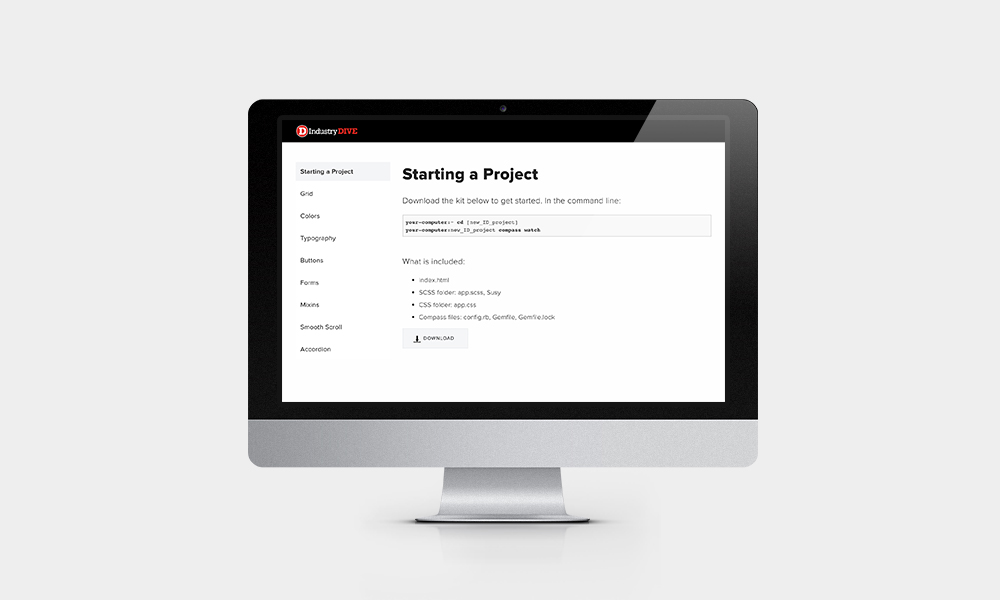 D Industry DIVE
Starting a Project
Grid
Colors
Typography
Buttons
Forms
Mixins
Smooth Scroll
Accordion
Starting a Project
Download the kit below to get started. In the command line:
your-computer:~ cd [new_ID_project]
your-computer:new_ID_project compass watch
What is included:
• index.html
• SCSS folder: app.scss, Susy
• CSS folder: app.css
• Compass files: config.rb, Gemfile, Gemfile.lock
DOWNLOAD